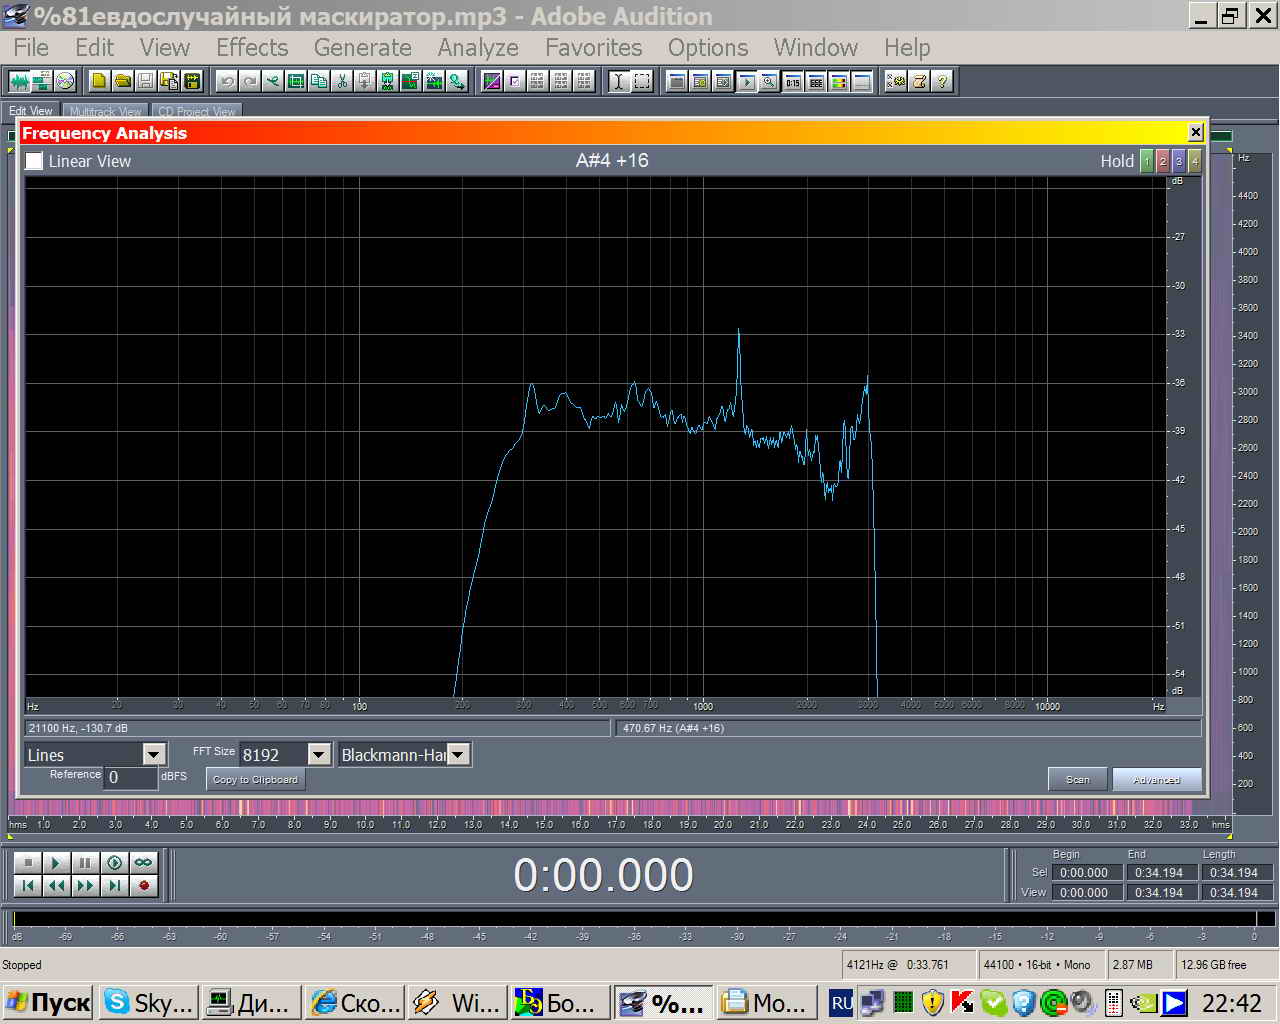 %81евдослучайный маскиратор.mp3 - Adobe Audition
File Edit View Effects Generate Analyze Favorites Options Window Help
Edit View Multitrack View CD Project View
Frequency Analysis
Linear View A#4 +16 Hold 1 2 3 4
dB
-27
-30
-33
-36
-39
-42
-45
-48
-51
-54
dB
Hz 20 30 40 50 60 70 80 100 200 300 400 500 600 700 1000 2000 3000 4000 5000 6000 8000 10000 Hz
Hz
4400
4200
4000
3800
3600
3400
3200
3000
2800
2600
2400
2200
2000
1800
1600
1400
1200
1000
800
600
400
200
21100 Hz, -130.7 dB 470.67 Hz (A#4 +16)
Lines FFT Size 8192 Blackmann-Har
Reference 0 dBFS Copy to Clipboard Scan Advanced
hms 1.0 2.0 3.0 4.0 5.0 6.0 7.0 8.0 9.0 10.0 11.0 12.0 13.0 14.0 15.0 16.0 17.0 18.0 19.0 20.0 21.0 22.0 23.0 24.0 25.0 26.0 27.0 28.0 29.0 30.0 31.0 32.0 33.0 hms
0:00.000
Begin End Length
Sel 0:00.000 0:34.194 0:34.194
View 0:00.000 0:34.194 0:34.194
dB -69 -66 -63 -60 -57 -54 -51 -48 -45 -42 -39 -36 -33 -30 -27 -24 -21 -18 -15 -12 -9 -6 -3 0
Stopped 4121Hz @ 0:33.761 44100 • 16-bit • Mono 2.87 MB 12.96 GB free
Пуск Sky... Ди... Ско... Wi... Бо... %... Мо... RU 22:42